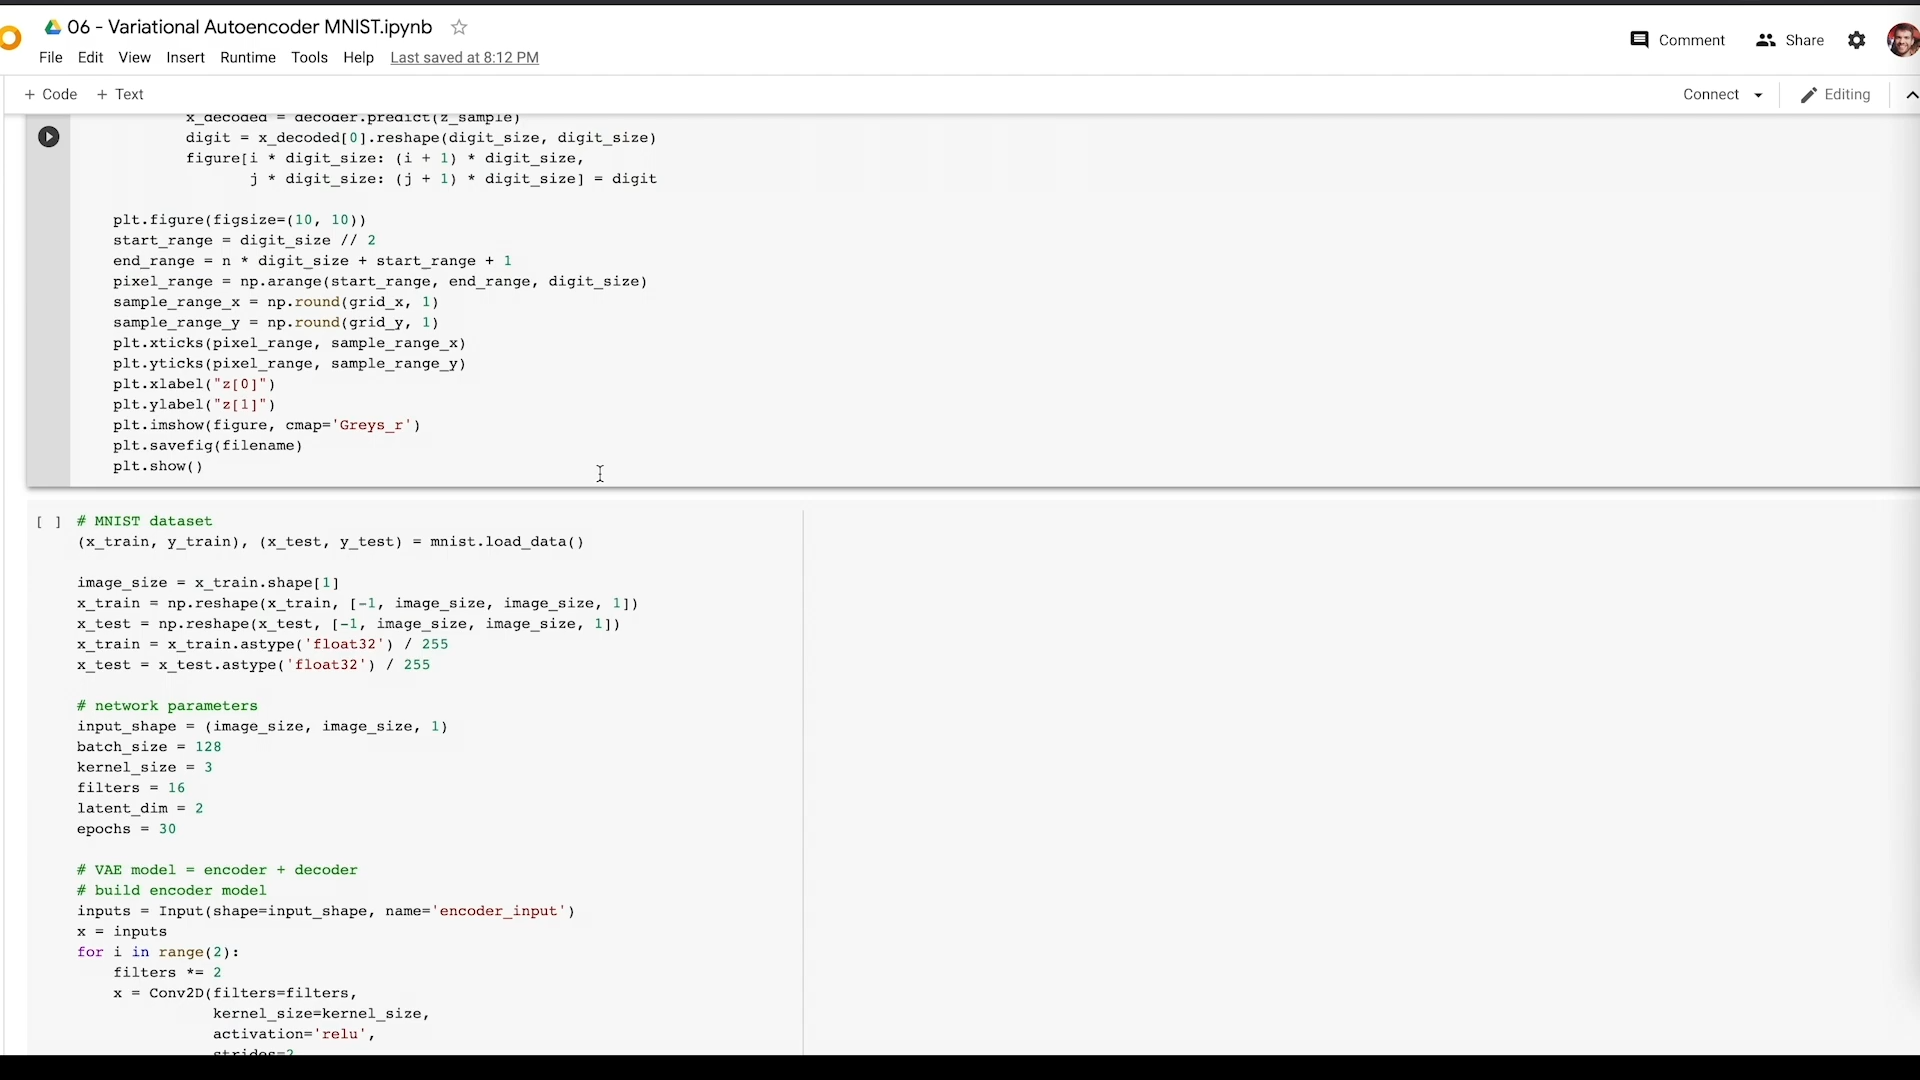 06 - Variational Autoencoder MNIST.ipynb
Comment
Share
File Edit View Insert Runtime Tools Help Last saved at 8:12 PM
+ Code + Text
Connect
Editing
x_decoded = decoder.predict(z_sample)
digit = x_decoded[0].reshape(digit_size, digit_size)
figure[i * digit_size: (i + 1) * digit_size,
j * digit_size: (j + 1) * digit_size] = digit
plt.figure(figsize=(10, 10))
start_range = digit_size // 2
end_range = n * digit_size + start_range + 1
pixel_range = np.arange(start_range, end_range, digit_size)
sample_range_x = np.round(grid_x, 1)
sample_range_y = np.round(grid_y, 1)
plt.xticks(pixel_range, sample_range_x)
plt.yticks(pixel_range, sample_range_y)
plt.xlabel("z[0]")
plt.ylabel("z[1]")
plt.imshow(figure, cmap='Greys_r')
plt.savefig(filename)
plt.show()
[ ] # MNIST dataset
(x_train, y_train), (x_test, y_test) = mnist.load_data()
image_size = x_train.shape[1]
x_train = np.reshape(x_train, [-1, image_size, image_size, 1])
x_test = np.reshape(x_test, [-1, image_size, image_size, 1])
x_train = x_train.astype('float32') / 255
x_test = x_test.astype('float32') / 255
# network parameters
input_shape = (image_size, image_size, 1)
batch_size = 128
kernel_size = 3
filters = 16
latent_dim = 2
epochs = 30
# VAE model = encoder + decoder
# build encoder model
inputs = Input(shape=input_shape, name='encoder_input')
x = inputs
for i in range(2):
filters *= 2
x = Conv2D(filters=filters,
kernel_size=kernel_size,
activation='relu',
strides=2